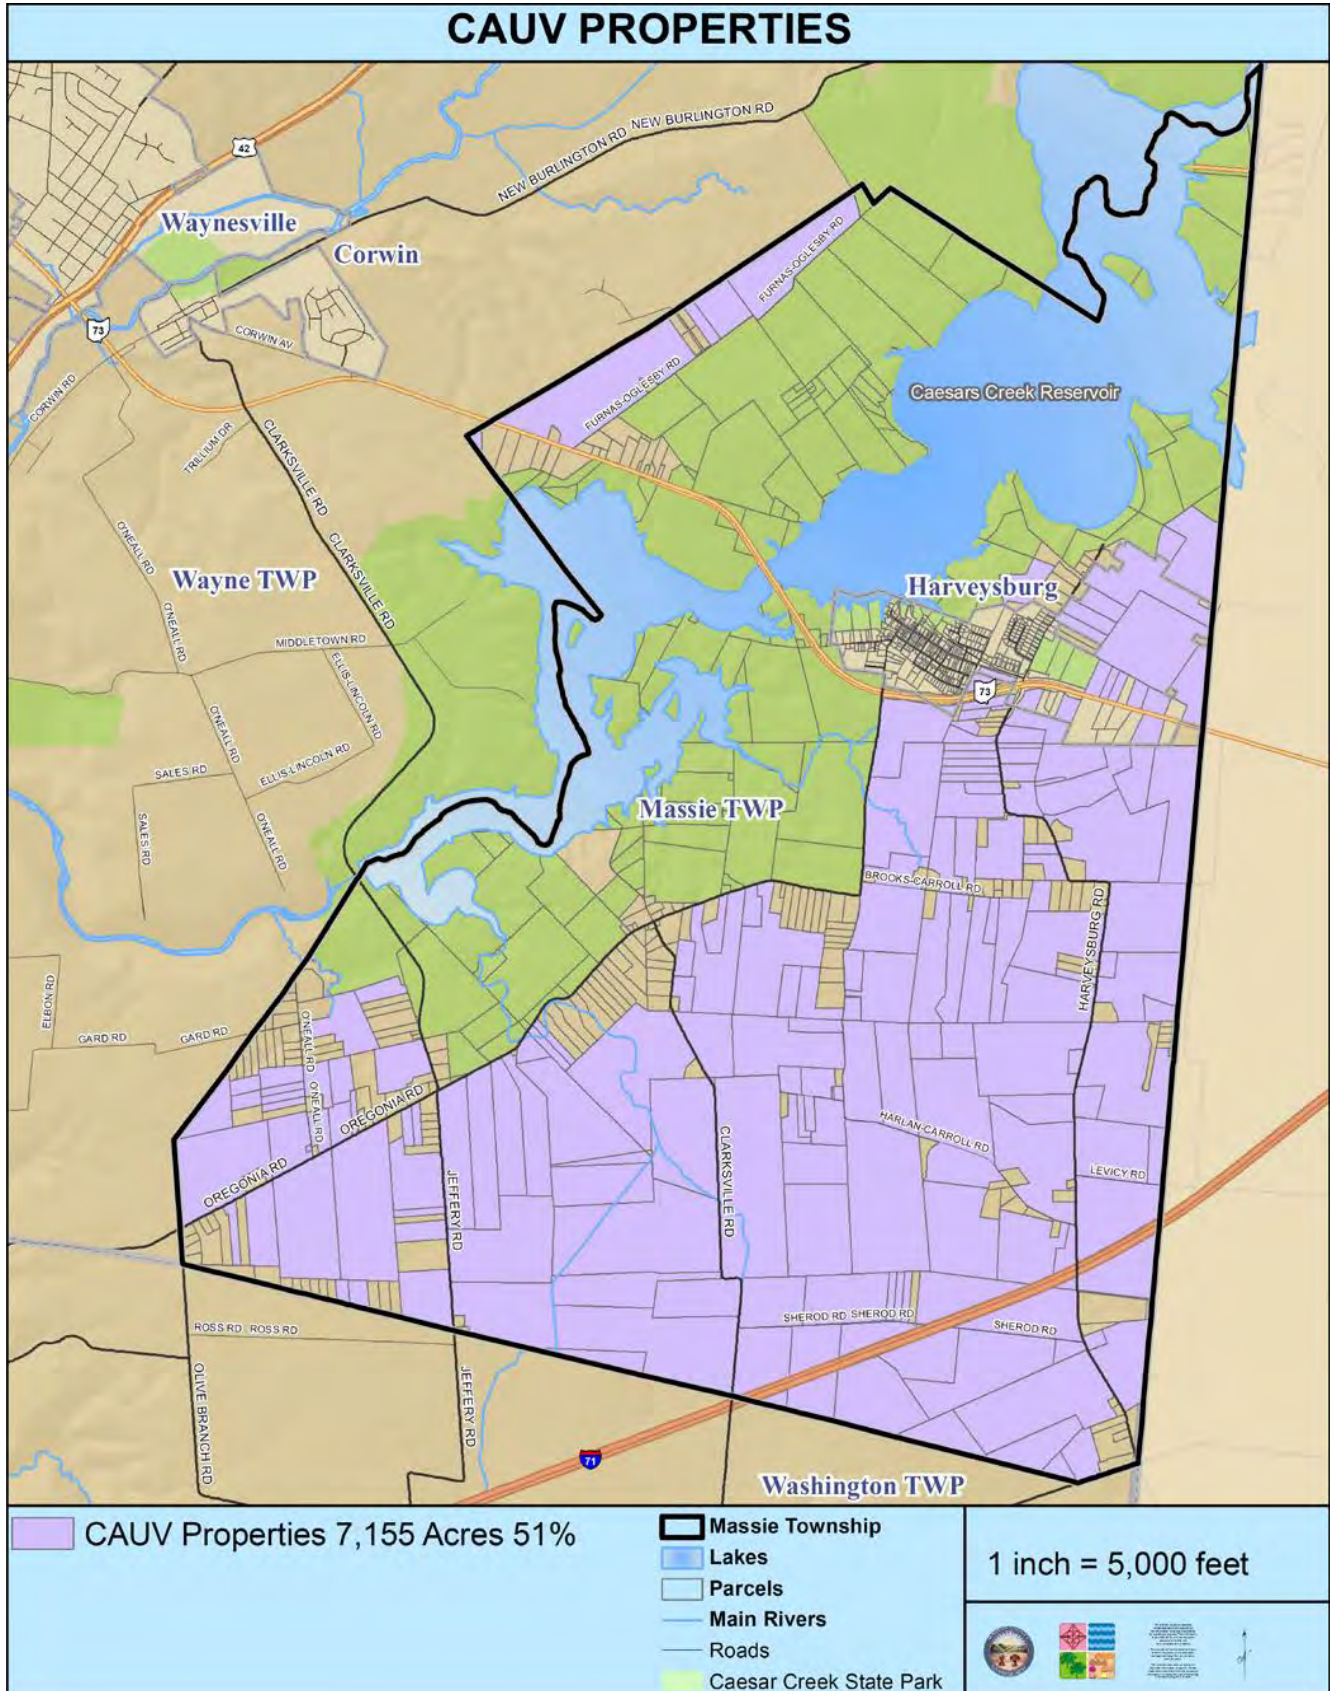 CAUV PROPERTIES
NEW BURLINGTON RD NEW BURLINGTON RD
42
Waynesville
Corwin
FURNAS-OGLESBY RD
73
CORWIN AV
CORWIN RD
FURNAS-OGLESBY RD
Caesars Creek Reservoir
TRILLIUM DR
CLARKSVILLE RD
CLARKSVILLE RD
O'NEALL RD
Wayne TWP
Harveysburg
O'NEALL RD
MIDDLETOWN RD
ELLIS-LINCOLN RD
73
O'NEALL RD
ELLIS-LINCOLN RD
SALES RD
SALES RD
O'NEALL RD
Massie TWP
BROOKS-CARROLL RD
HARVEYSBURG RD
ELBON RD
GARD RD
GARD RD
O'NEALL RD
O'NEALL RD
OREGONIA RD
HARLAN-CARROLL RD
LEVICY RD
OREGONIA RD
JEFFERY RD
CLARKSVILLE RD
SHEROD RD SHEROD RD
SHEROD RD
ROSS RD ROSS RD
OLIVE BRANCH RD
JEFFERY RD
71
Washington TWP
CAUV Properties 7,155 Acres 51%
Massie Township
Lakes
Parcels
Main Rivers
Roads
Caesar Creek State Park
1 inch = 5,000 feet